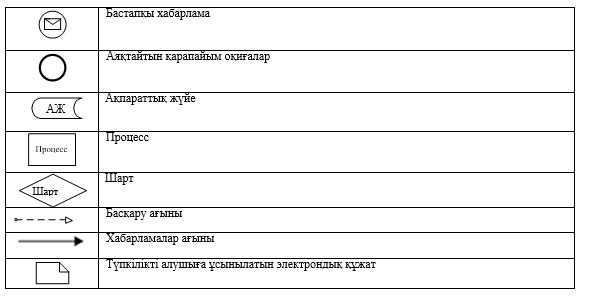 Бастапқы хабарлама
Аяқтайтын қарапайым оқиғалар
АЖ Ақпараттық жүйе
Процесс Процесс
Шарт Шарт
Басқару ағыны
Хабарламалар ағыны
Түпкілікті алушыға ұсынылатын электрондық құжат